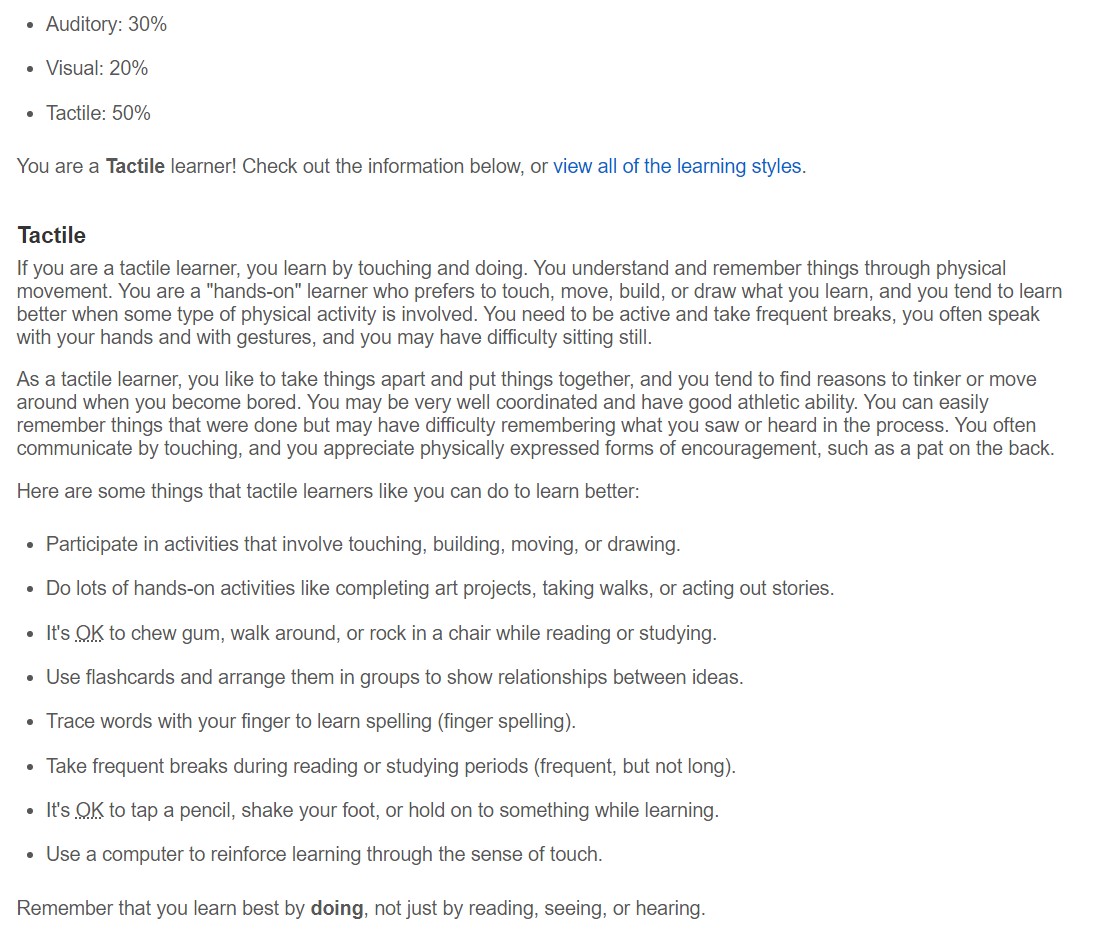 • Auditory: 30%
• Visual: 20%
• Tactile: 50%
You are a Tactile learner! Check out the information below, or view all of the learning styles.
Tactile
If you are a tactile learner, you learn by touching and doing. You understand and remember things through physical
movement. You are a "hands-on" learner who prefers to touch, move, build, or draw what you learn, and you tend to learn
better when some type of physical activity is involved. You need to be active and take frequent breaks, you often speak
with your hands and with gestures, and you may have difficulty sitting still.
As a tactile learner, you like to take things apart and put things together, and you tend to find reasons to tinker or move
around when you become bored. You may be very well coordinated and have good athletic ability. You can easily
remember things that were done but may have difficulty remembering what you saw or heard in the process. You often
communicate by touching, and you appreciate physically expressed forms of encouragement, such as a pat on the back.
Here are some things that tactile learners like you can do to learn better:
• Participate in activities that involve touching, building, moving, or drawing.
• Do lots of hands-on activities like completing art projects, taking walks, or acting out stories.
• It's OK to chew gum, walk around, or rock in a chair while reading or studying.
• Use flashcards and arrange them in groups to show relationships between ideas.
• Trace words with your finger to learn spelling (finger spelling).
• Take frequent breaks during reading or studying periods (frequent, but not long).
• It's OK to tap a pencil, shake your foot, or hold on to something while learning.
• Use a computer to reinforce learning through the sense of touch.
Remember that you learn best by doing, not just by reading, seeing, or hearing.